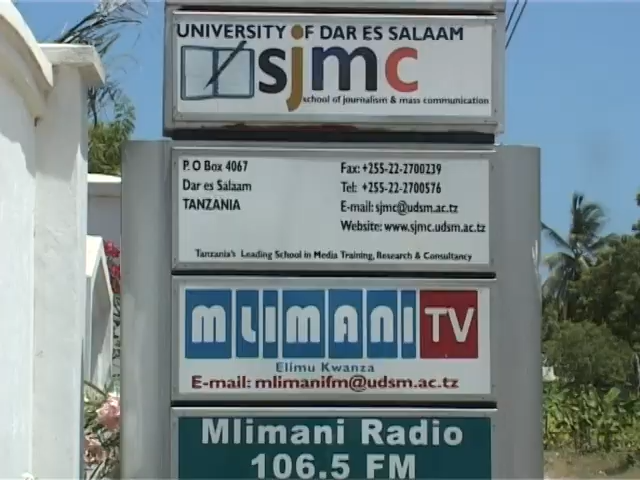 UNIVERSITY OF DAR ES SALAAM
sjmc
school of journalism & mass communication
P.O Box 4067
Dar es Salaam
TANZANIA
Fax: +255-22-2700239
Tel: +255-22-2700576
E-mail: sjmc@udsm.ac.tz
Website: www.sjmc.udsm.ac.tz
Tanzania's Leading School in Media Training, Research & Consultancy
MLIMANI TV
Elimu Kwanza
E-mail: mlimanifm@udsm.ac.tz
Mlimani Radio
106.5 FM